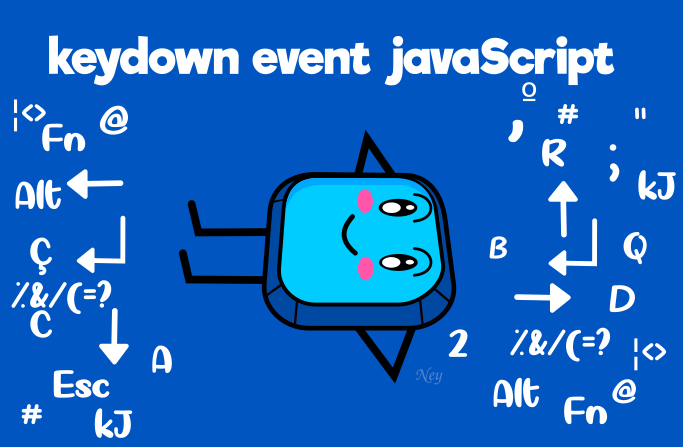 keydown event javaScript
¦<>
Fn
@
Alt
Ç
٪&/(=?
C
A
Esc
#
kJ
º
,
#
"
R
;
kJ
B
Q
D
2
٪&/(=?
¦<>
Alt
@
Fn
Ney